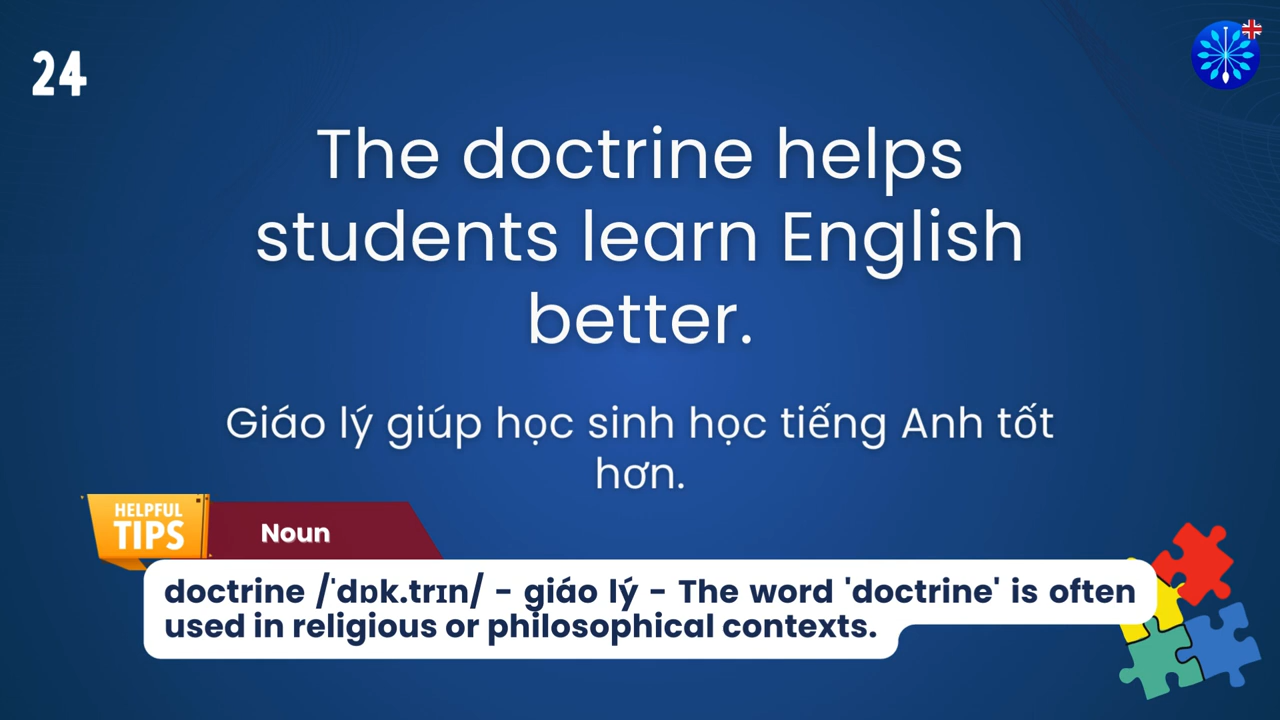 24
The doctrine helps
students learn English
better.
Giáo lý giúp học sinh học tiếng Anh tốt
hơn.
HELPFUL
TIPS
Noun
doctrine /ˈdɒk.trɪn/ - giáo lý - The word 'doctrine' is often
used in religious or philosophical contexts.